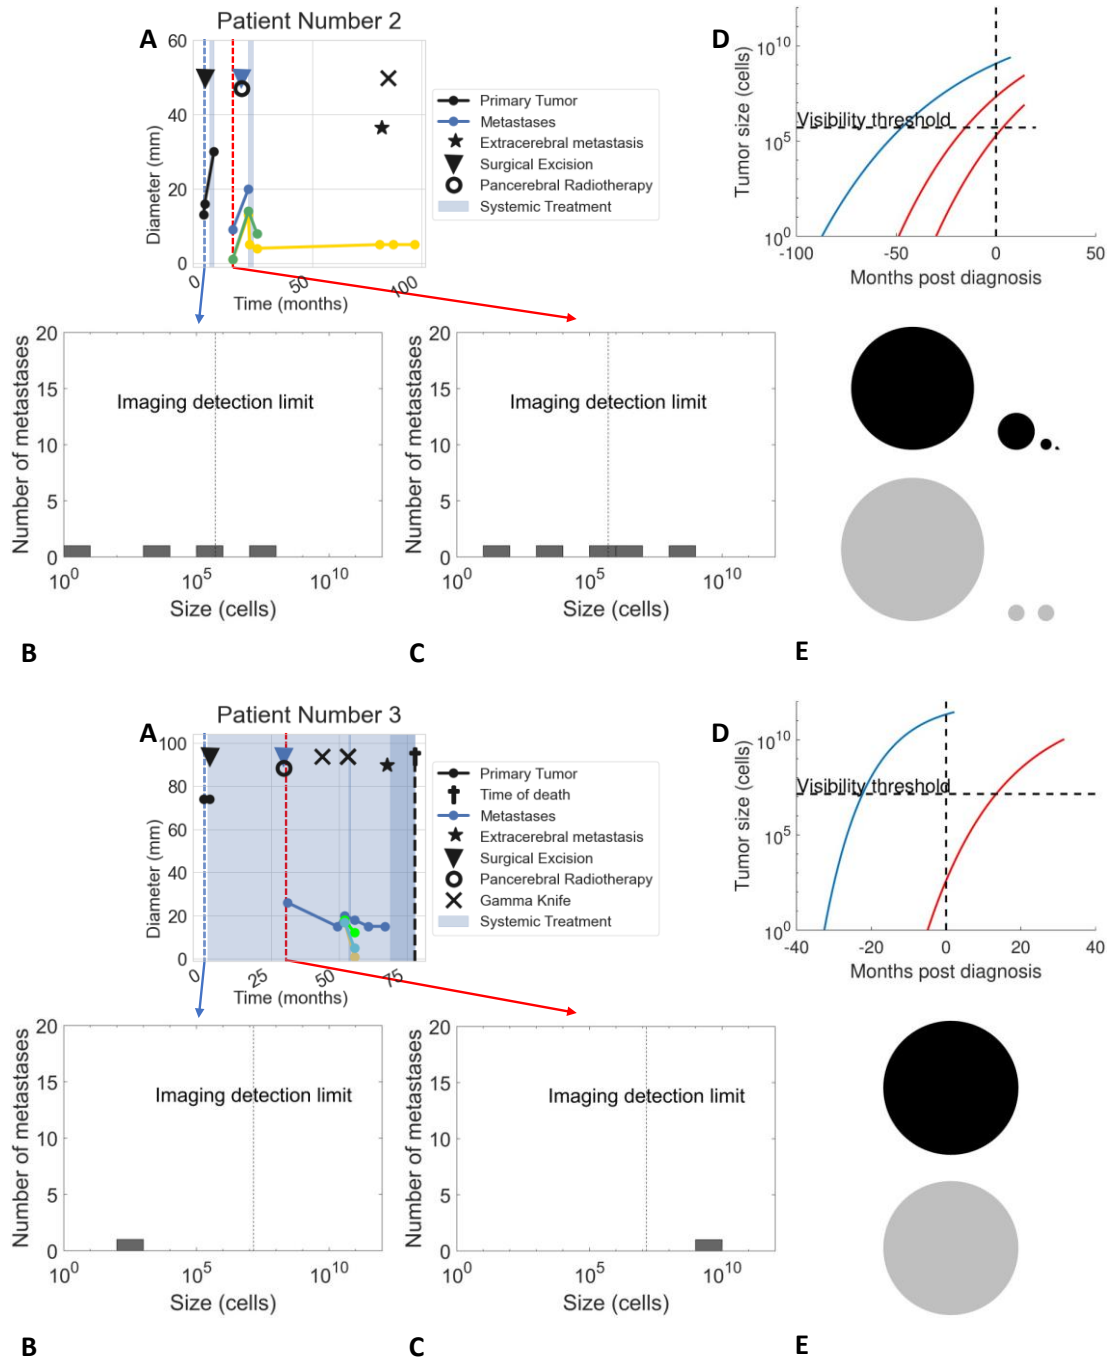 Patient Number 2
A
60
40
20
0
Diameter (mm)
0
50
100
Time (months)
Primary Tumor
Metastases
Extracerebral metastasis
Surgical Excision
Pancerebral Radiotherapy
Systemic Treatment
D
10^10
10^5
10^0
Tumor size (cells)
Visibility threshold
-100
-50
0
50
Months post diagnosis
20
15
10
5
0
Number of metastases
Imaging detection limit
10^0
10^5
10^10
Size (cells)
B
20
15
10
5
0
Number of metastases
Imaging detection limit
10^0
10^5
10^10
Size (cells)
C
E
Patient Number 3
A
100
80
60
40
20
0
Diameter (mm)
0
25
50
75
Time (months)
Primary Tumor
Time of death
Metastases
Extracerebral metastasis
Surgical Excision
Pancerebral Radiotherapy
Gamma Knife
Systemic Treatment
D
10^10
10^5
10^0
Tumor size (cells)
Visibility threshold
-40
-20
0
20
40
Months post diagnosis
20
15
10
5
0
Number of metastases
Imaging detection limit
10^0
10^5
10^10
Size (cells)
B
20
15
10
5
0
Number of metastases
Imaging detection limit
10^0
10^5
10^10
Size (cells)
C
E